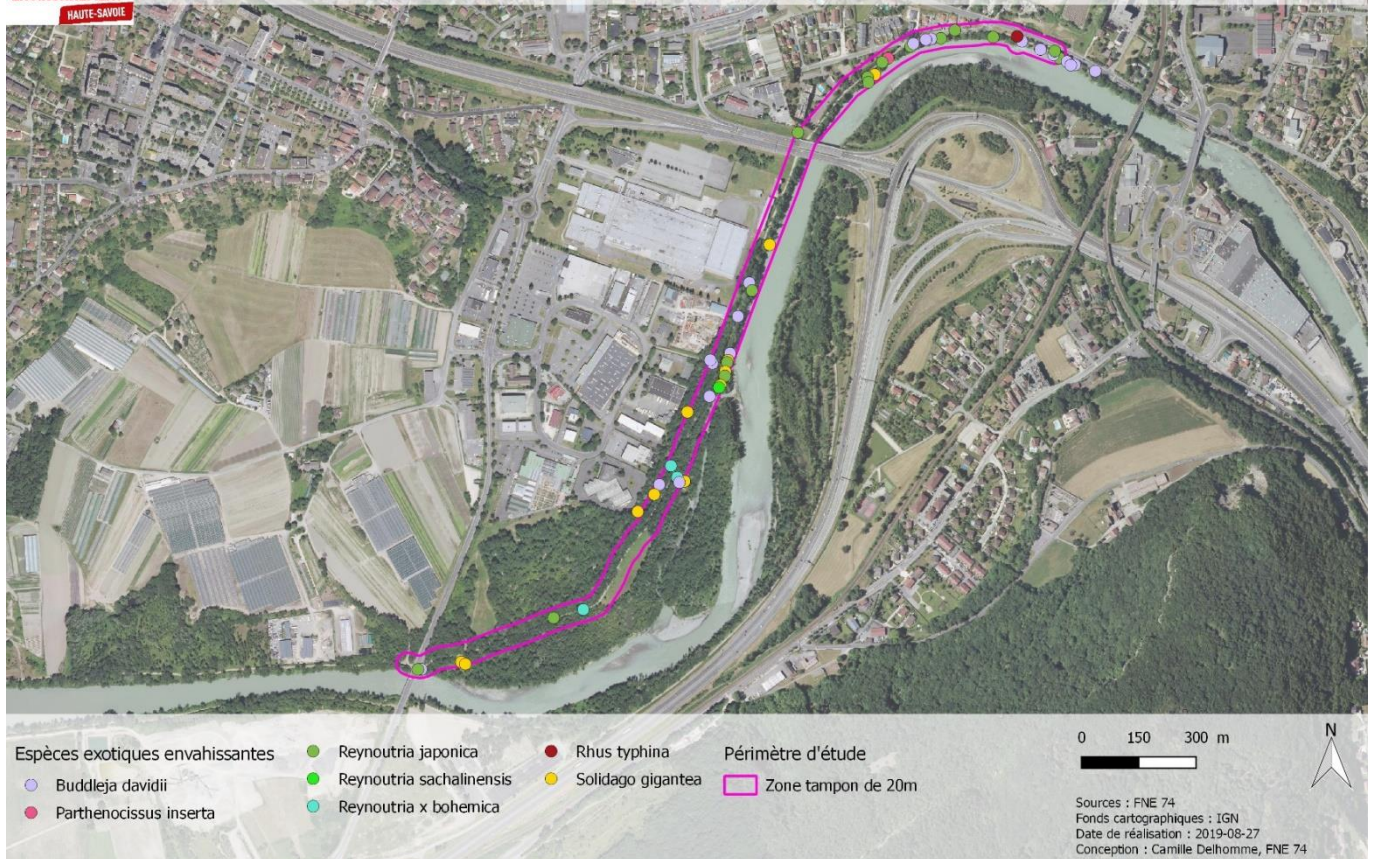 HAUTE-SAVOIE
Espèces exotiques envahissantes
Buddleja davidii
Parthenocissus inserta
Reynoutria japonica
Reynoutria sachalinensis
Reynoutria x bohemica
Rhus typhina
Solidago gigantea
Périmètre d'étude
Zone tampon de 20m
0 150 300 m
N
Sources : FNE 74
Fonds cartographiques : IGN
Date de réalisation : 2019-08-27
Conception : Camille Delhomme, FNE 74